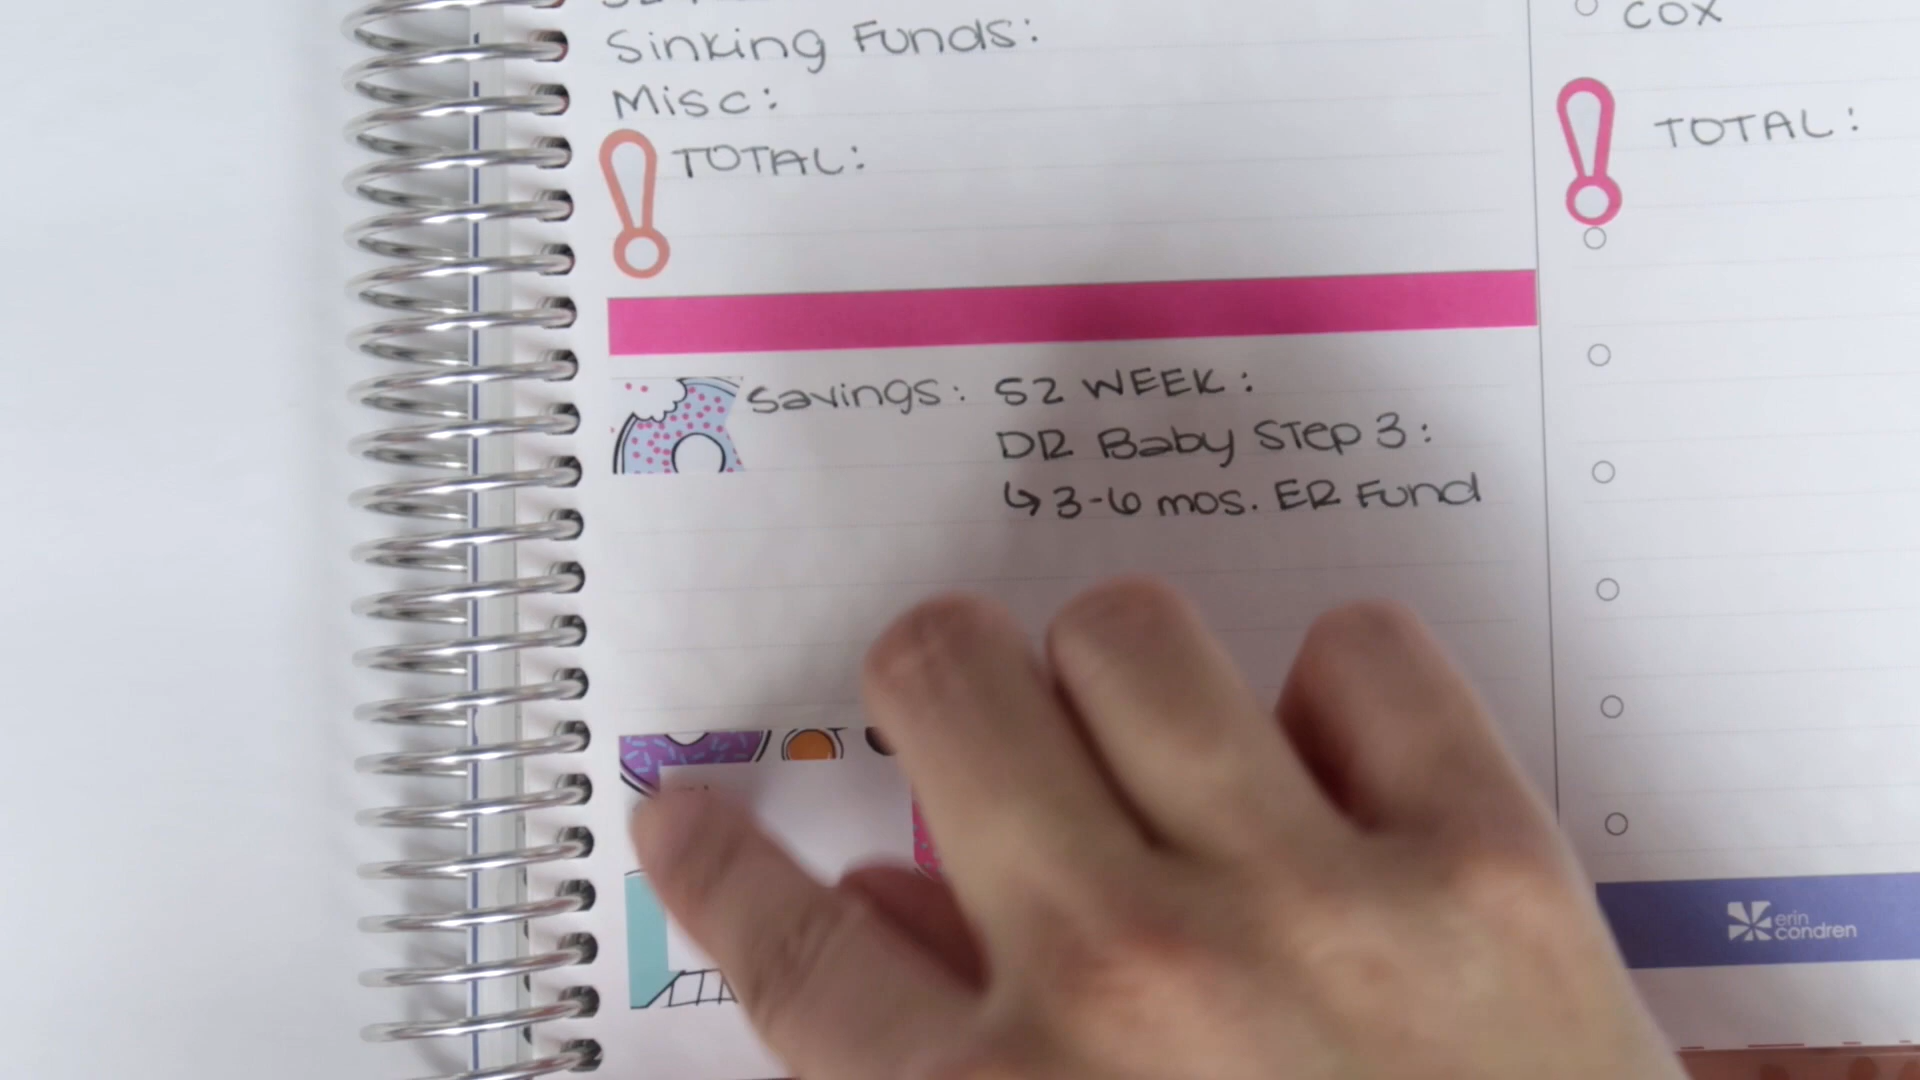 Sinking Funds:
Misc:
TOTAL:
Savings: 52 WEEK:
DR Baby Step 3:
↳ 3-6 mos. ER Fund
COX
TOTAL:
erin
condren